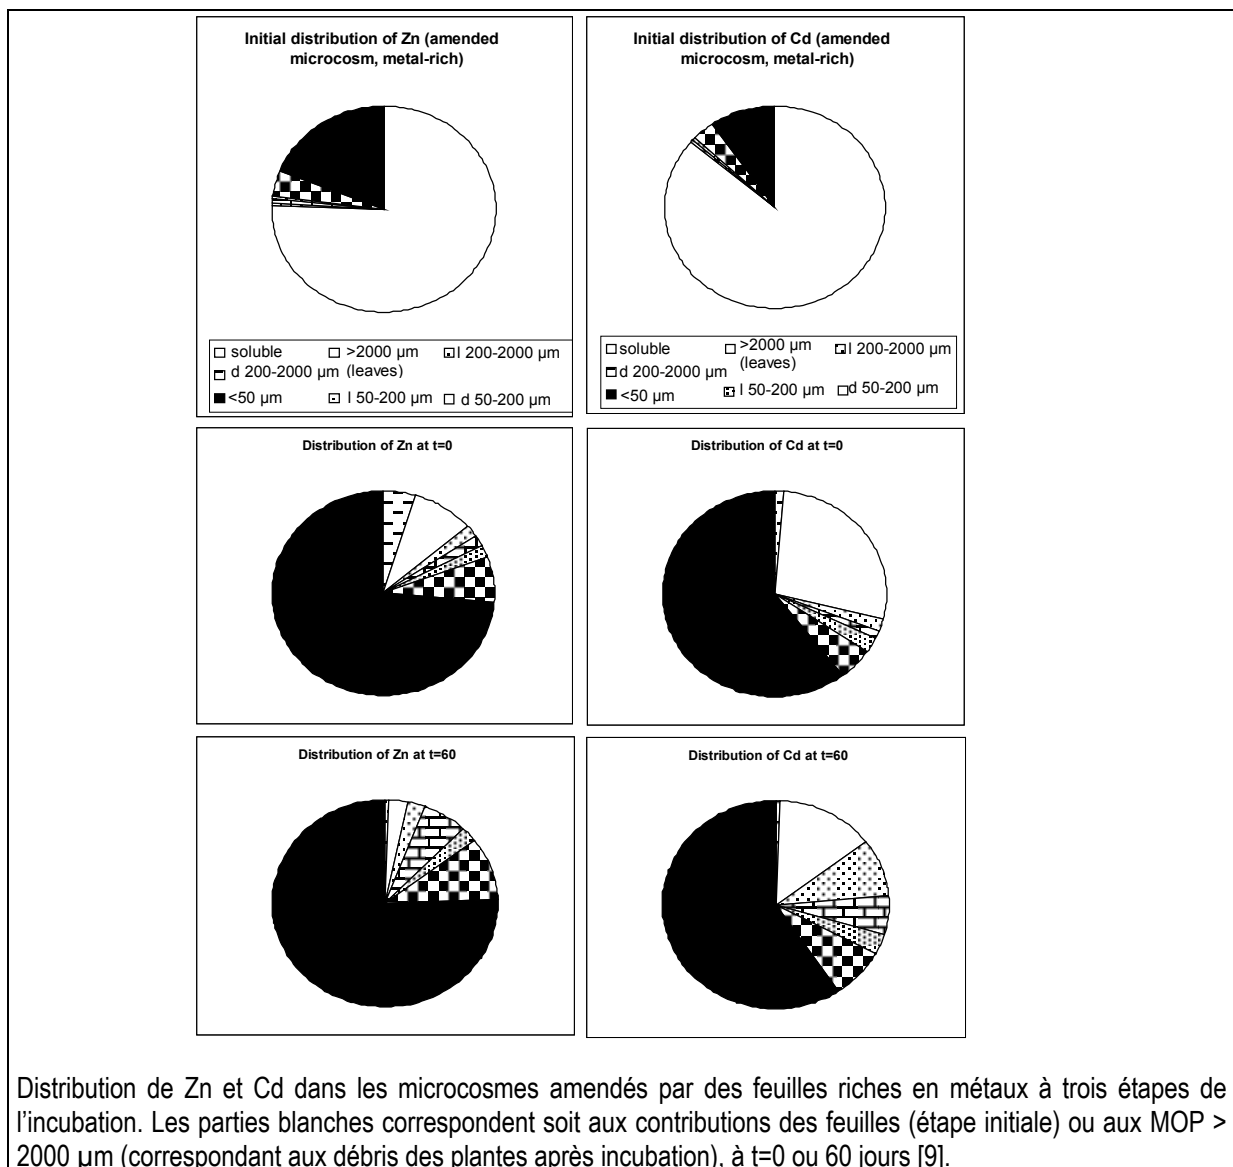 Initial distribution of Zn (amended
microcosm, metal-rich)
soluble >2000 µm l 200-2000 µm
d 200-2000 µm (leaves)
<50 µm l 50-200 µm d 50-200 µm
Initial distribution of Cd (amended
microcosm, metal-rich)
soluble >2000 µm l 200-2000 µm
(leaves)
d 200-2000 µm
<50 µm l 50-200 µm d 50-200 µm
Distribution of Zn at t=0
Distribution of Cd at t=0
Distribution of Zn at t=60
Distribution of Cd at t=60
Distribution de Zn et Cd dans les microcosmes amendés par des feuilles riches en métaux à trois étapes de
l'incubation. Les parties blanches correspondent soit aux contributions des feuilles (étape initiale) ou aux MOP >
2000 µm (correspondant aux débris des plantes après incubation), à t=0 ou 60 jours [9].